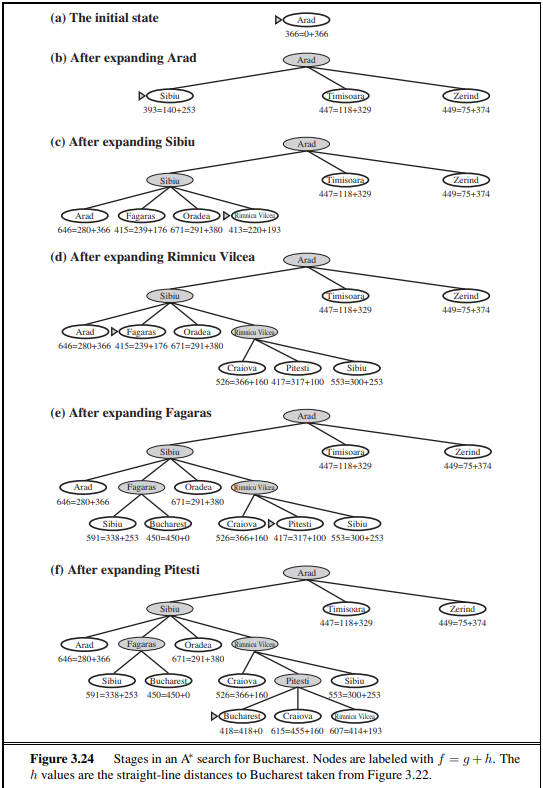 (a) The initial state
Arad
366=0+366
(b) After expanding Arad
Arad
Sibiu Timisoara Zerind
393=140+253 447=118+329 449=75+374
(c) After expanding Sibiu
Arad
Sibiu Timisoara Zerind
447=118+329 449=75+374
Arad Fagaras Oradea Rimnicu Vilcea
646=280+366 415=239+176 671=291+380 413=220+193
(d) After expanding Rimnicu Vilcea
Arad
Sibiu Timisoara Zerind
447=118+329 449=75+374
Arad Fagaras Oradea Rimnicu Vilcea
646=280+366 415=239+176 671=291+380
Craiova Pitesti Sibiu
526=366+160 417=317+100 553=300+253
(e) After expanding Fagaras
Arad
Sibiu Timisoara Zerind
447=118+329 449=75+374
Arad Fagaras Oradea Rimnicu Vilcea
646=280+366 671=291+380
Sibiu Bucharest Craiova Pitesti Sibiu
591=338+253 450=450+0 526=366+160 417=317+100 553=300+253
(f) After expanding Pitesti
Arad
Sibiu Timisoara Zerind
447=118+329 449=75+374
Arad Fagaras Oradea Rimnicu Vilcea
646=280+366 671=291+380
Sibiu Bucharest Craiova Pitesti Sibiu
591=338+253 450=450+0 526=366+160 553=300+253
Bucharest Craiova Rimnicu Vilcea
418=418+0 615=455+160 607=414+193
Figure 3.24 Stages in an A* search for Bucharest. Nodes are labeled with f = g + h. The
h values are the straight-line distances to Bucharest taken from Figure 3.22.